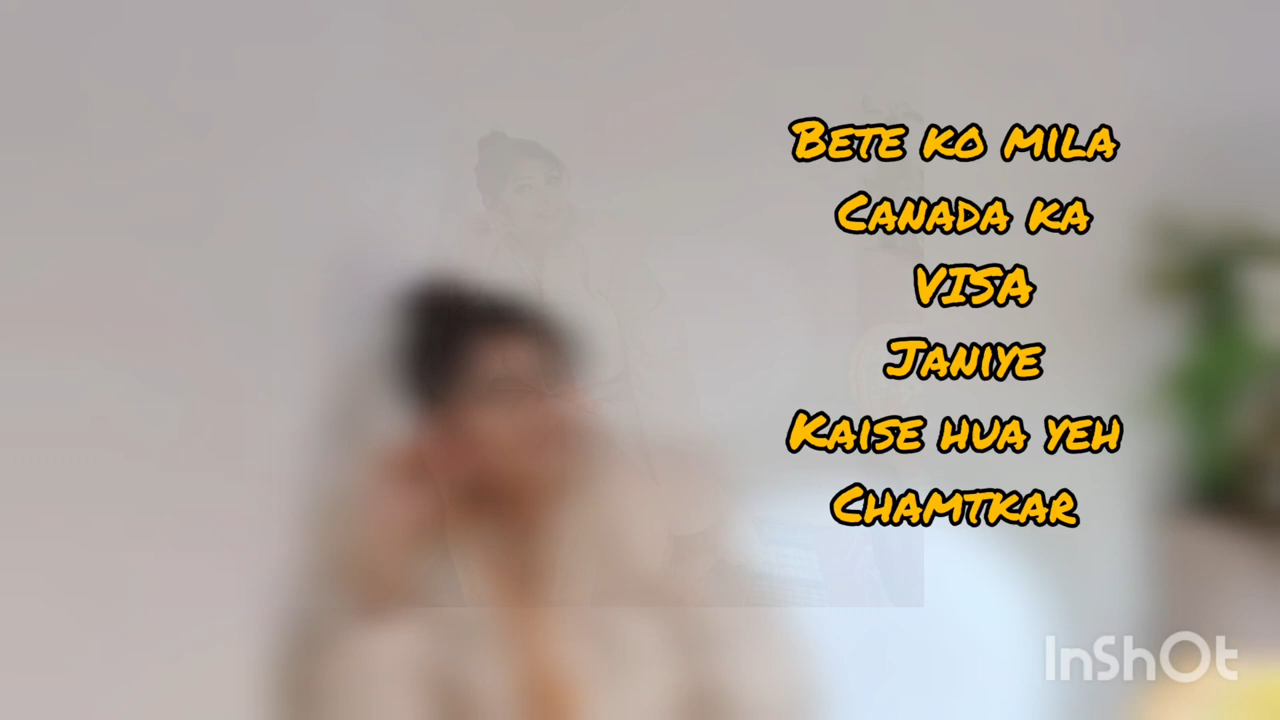 Bete ko mila
Canada ka
VISA
Janiye
Kaise hua yeh
Chamtkar
InShOt